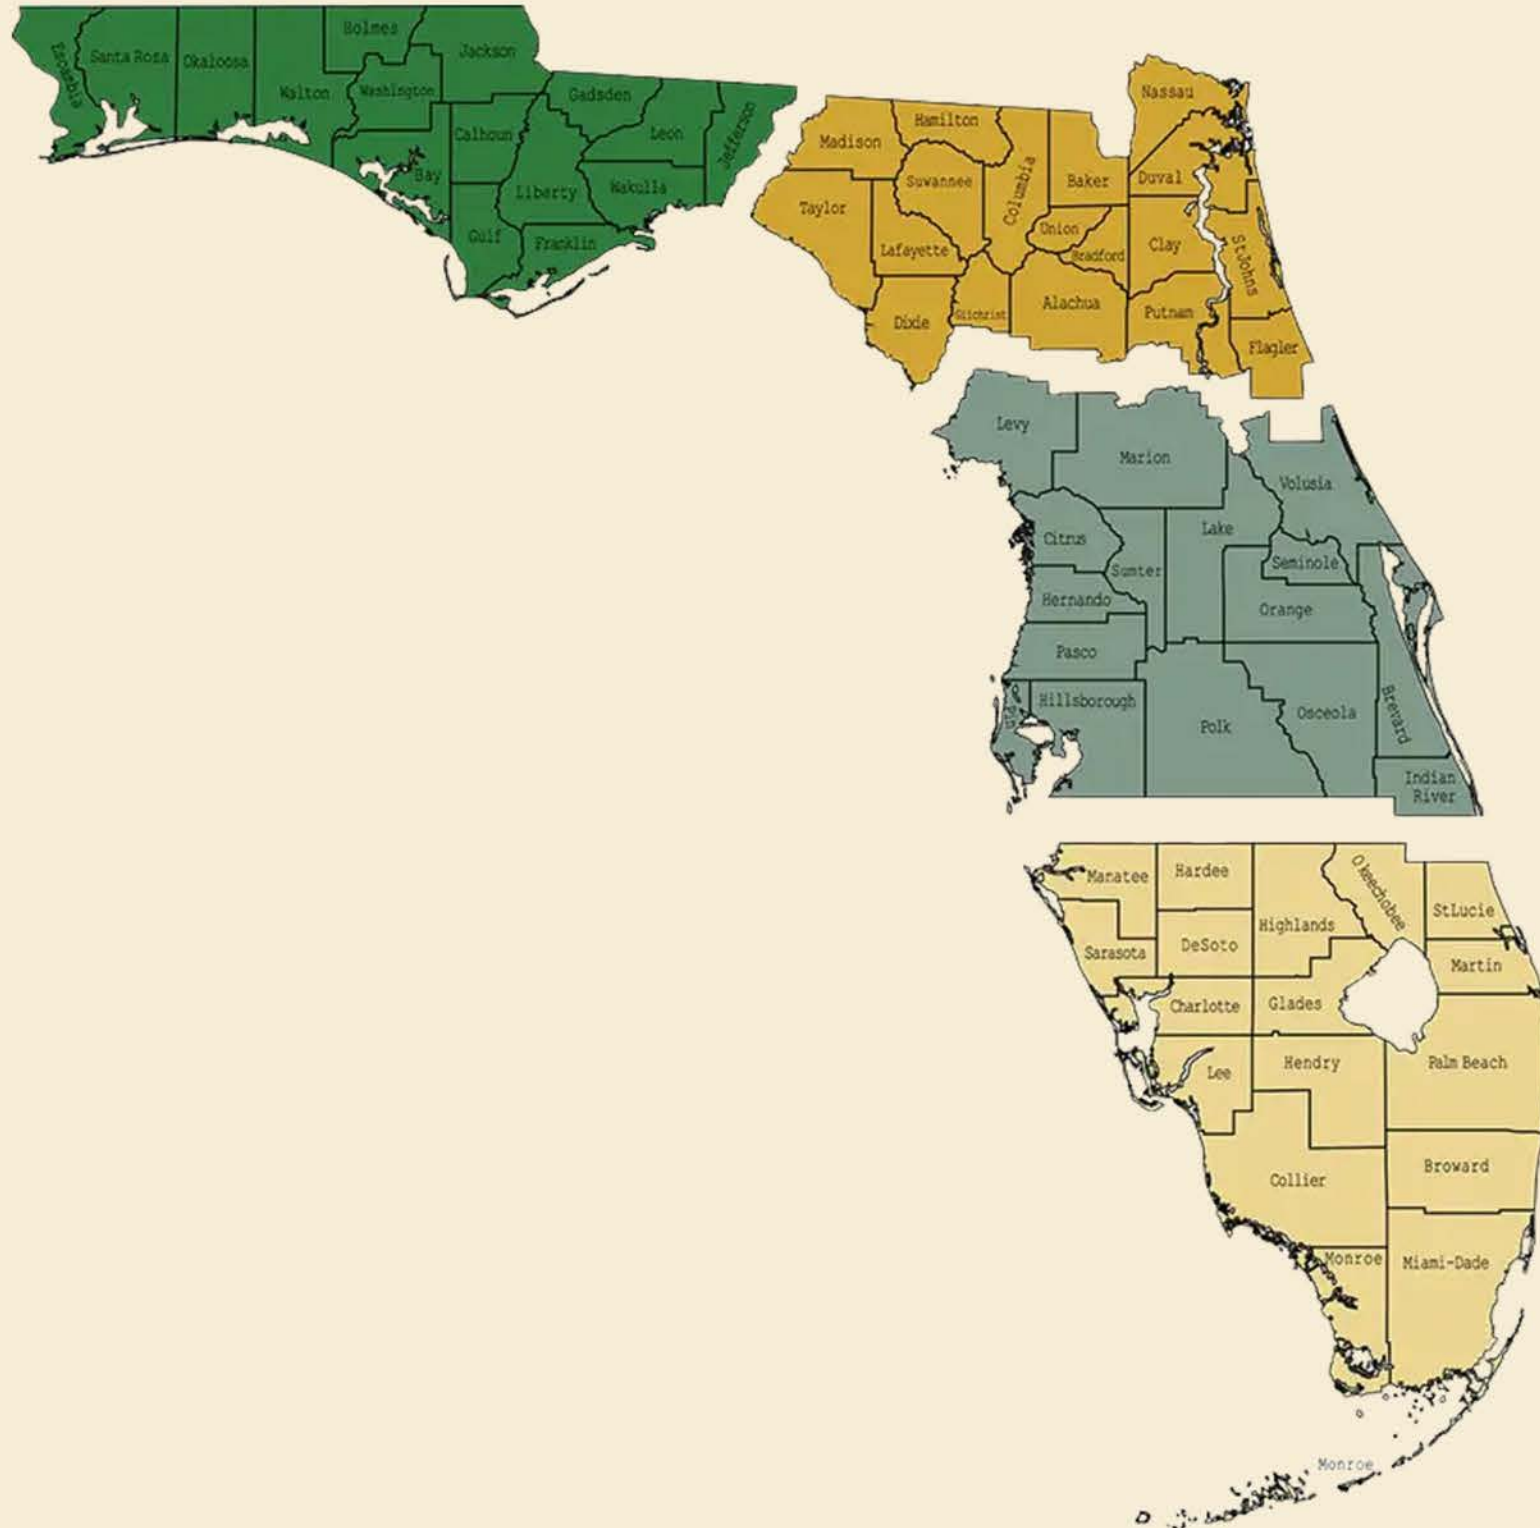 Escambia
Santa Roza
Okaloosa
Walton
Holmes
Washington
Jackson
Bay
Calhoun
Gulf
Liberty
Franklin
Gadsden
Leon
Wakulla
Jefferson
Madison
Hamilton
Taylor
Suwannee
Lafayette
Columbia
Baker
Nassau
Duval
Union
Bradford
Clay
St Johns
Dixie
Gilchrist
Alachua
Putnam
Flagler
Levy
Marion
Volusia
Citrus
Sumter
Lake
Seminole
Hernando
Orange
Pasco
Pin
Hillsborough
Polk
Osceola
Brevard
Indian
River
Manatee
Hardee
Highlands
Okeechobee
StLucie
Sarasota
DeSoto
Martin
Charlotte
Glades
Lee
Hendry
Palm Beach
Collier
Broward
Monroe
Miami-Dade
Monroe